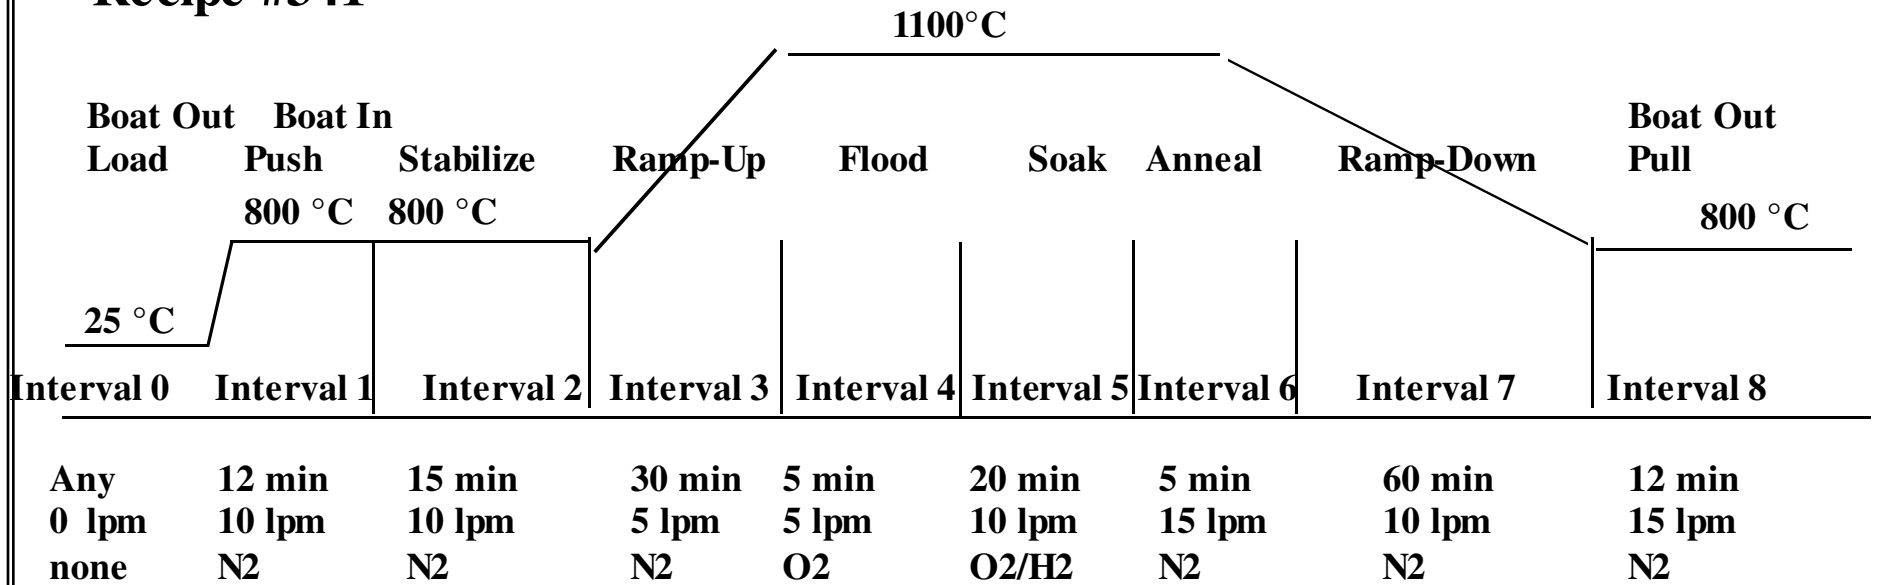 Recipe #341
1100°C
Boat Out Boat In Boat Out
Load Push Stabilize Ramp-Up Flood Soak Anneal Ramp-Down Pull
800 °C 800 °C 800 °C
25 °C
Interval 0 Interval 1 Interval 2 Interval 3 Interval 4 Interval 5 Interval 6 Interval 7 Interval 8
Any 12 min 15 min 30 min 5 min 20 min 5 min 60 min 12 min
0 lpm 10 lpm 10 lpm 5 lpm 5 lpm 10 lpm 15 lpm 10 lpm 15 lpm
none N2 N2 N2 O2 O2/H2 N2 N2 N2